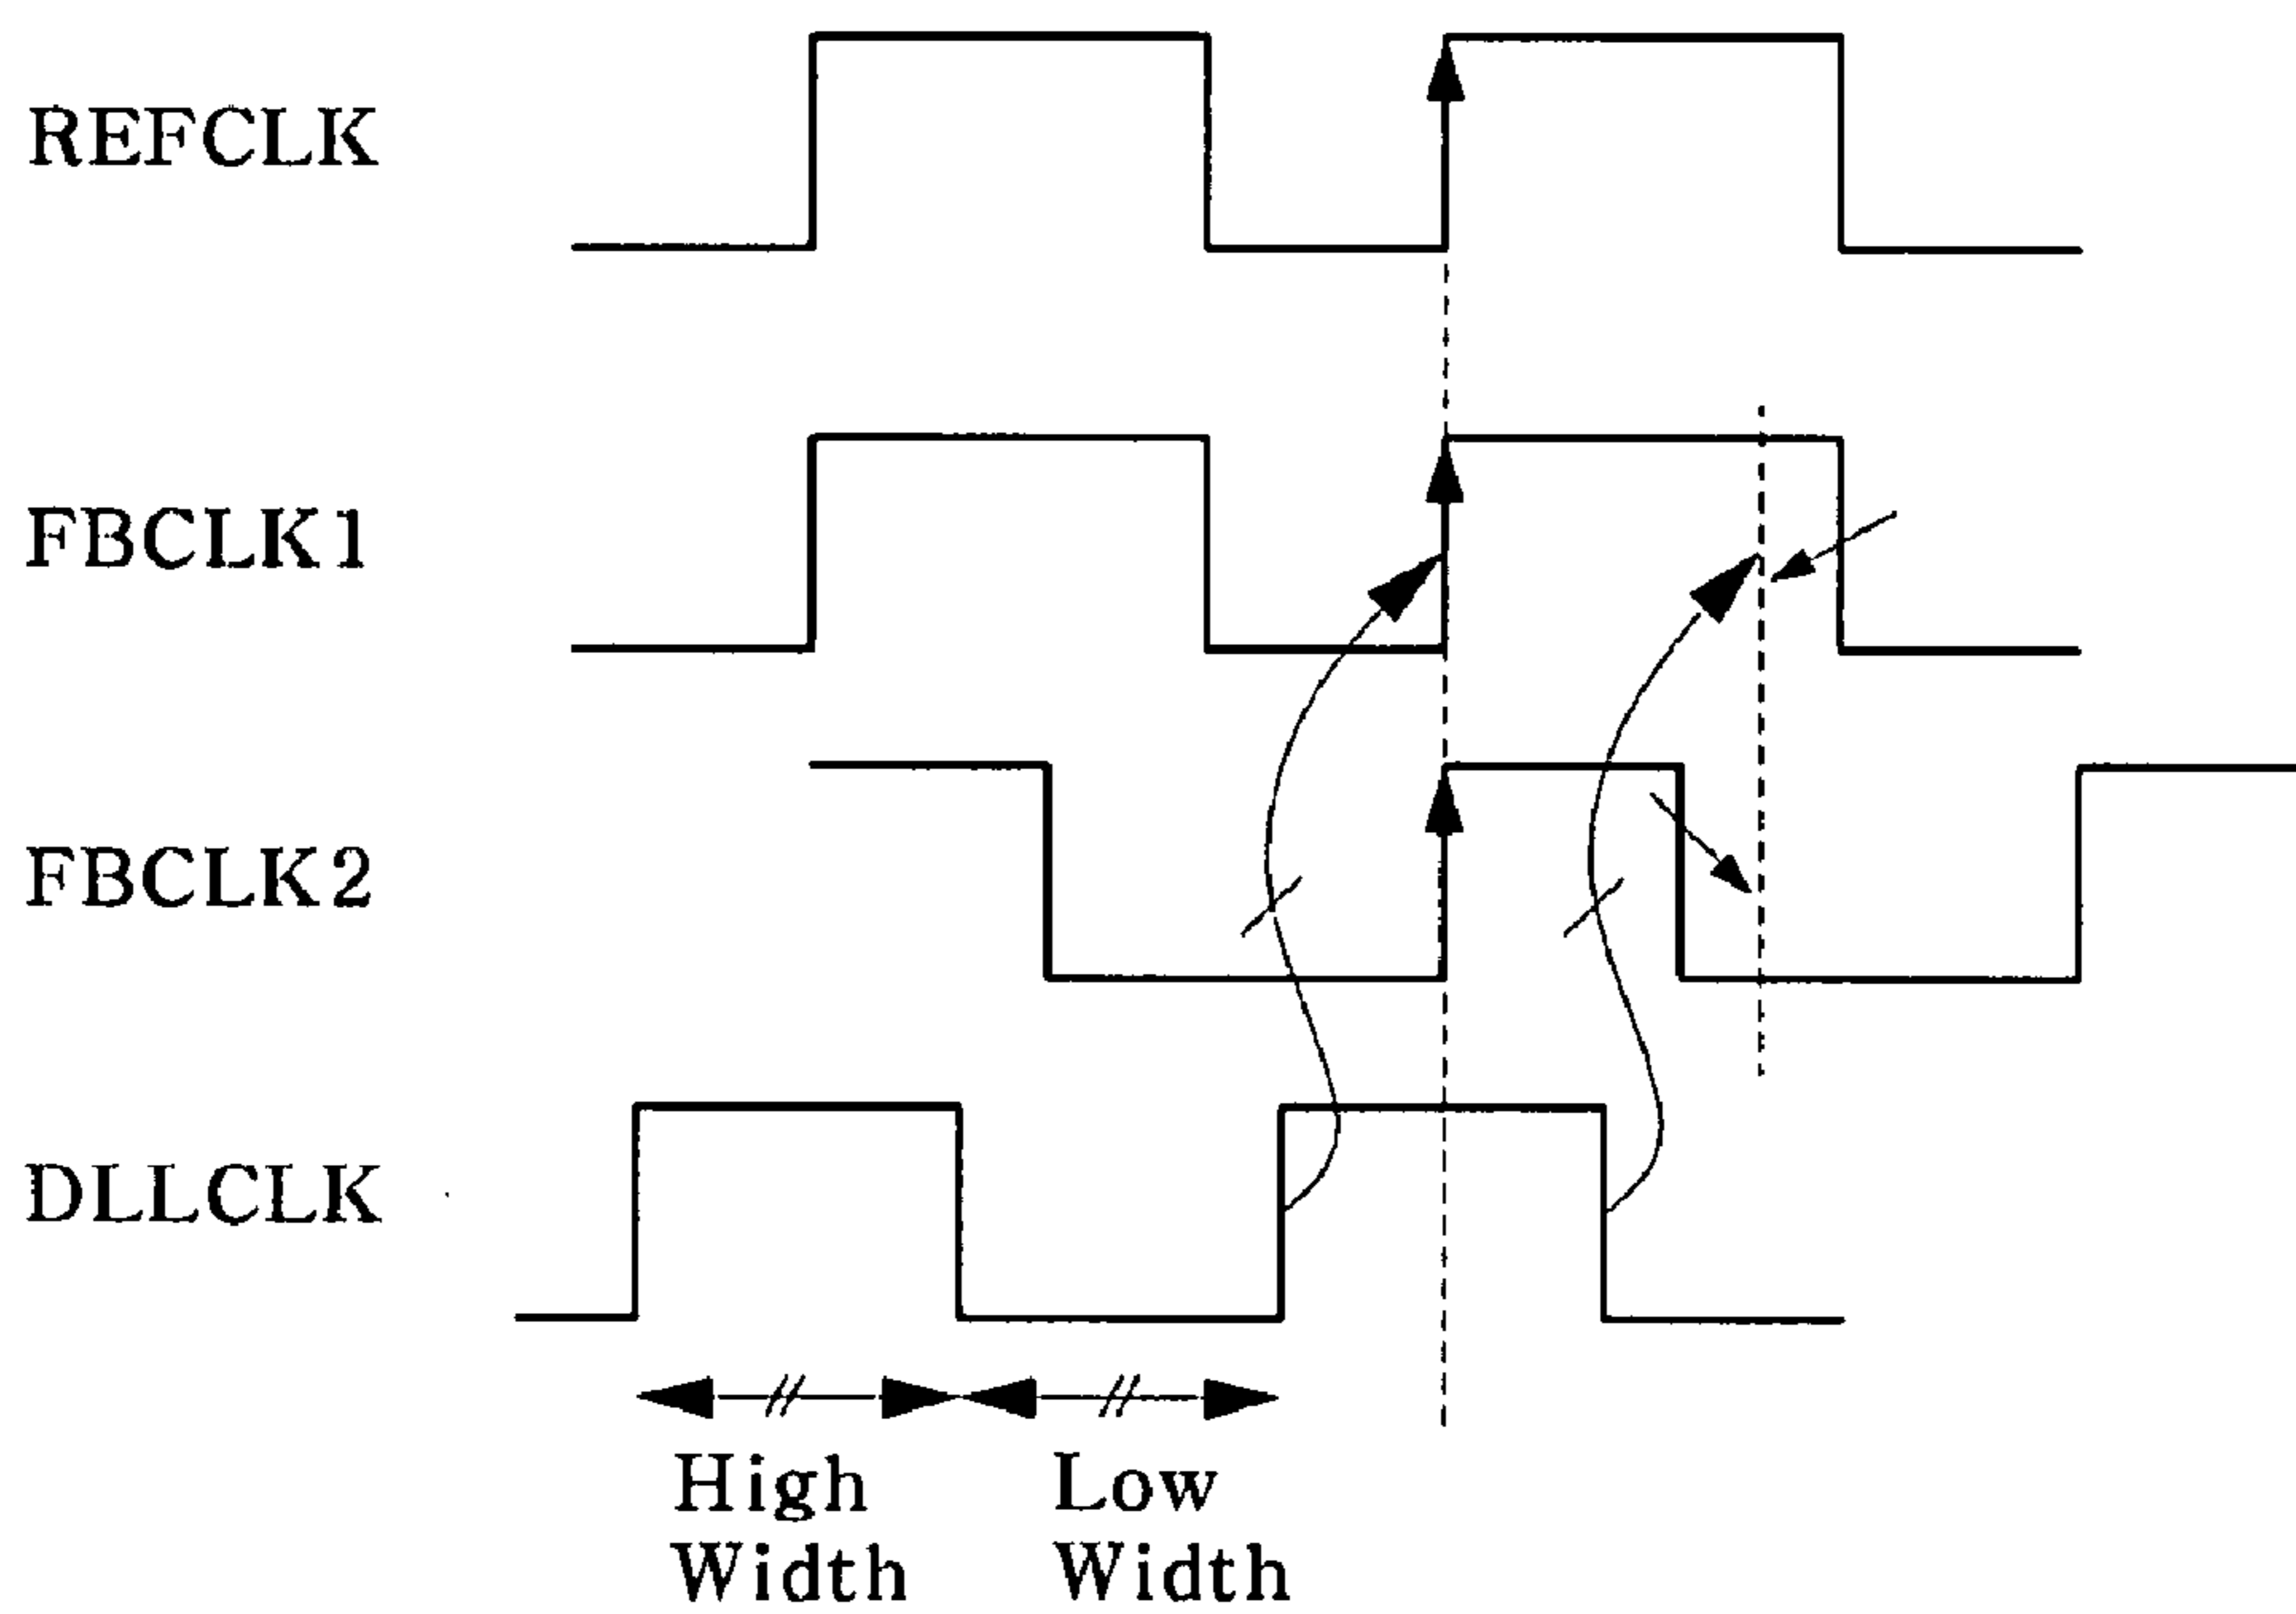 REFCLK
FBCLK1
FBCLK2
DLLCLK
High Width
Low Width